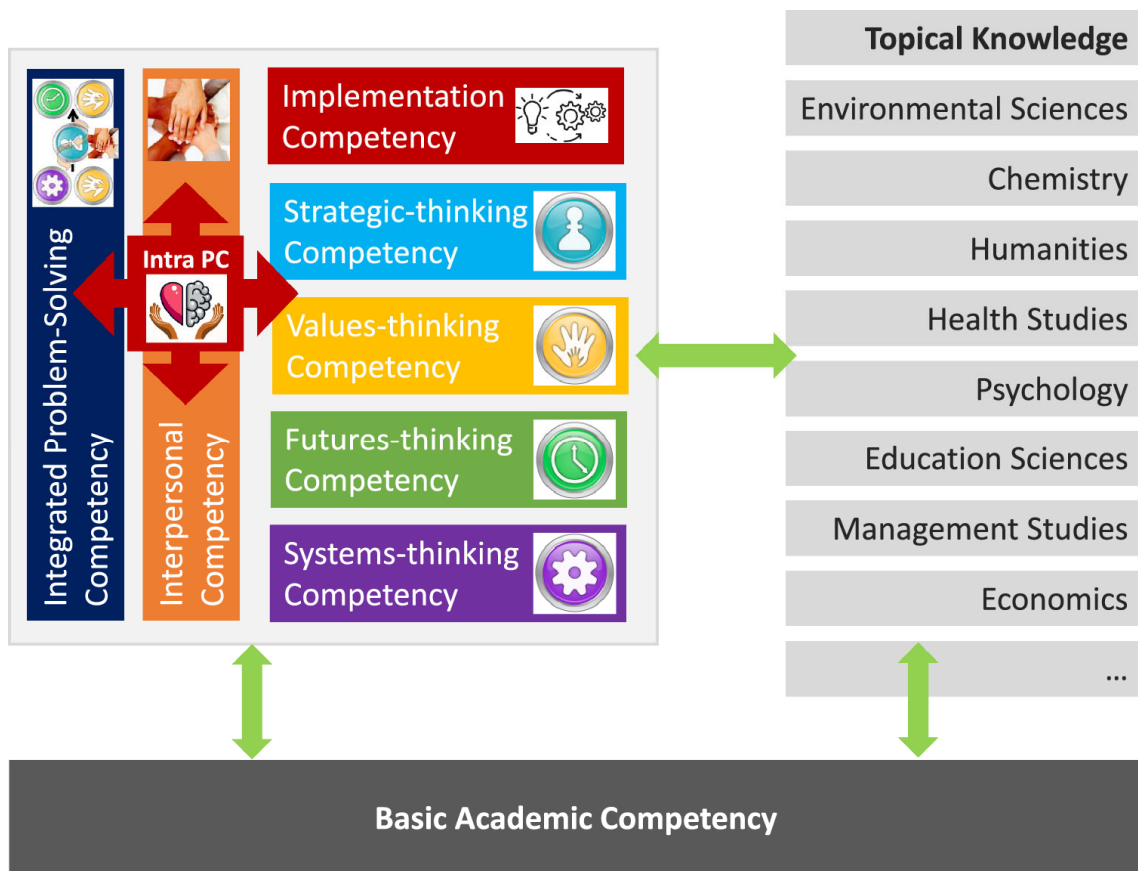 Integrated Problem-Solving
Competency
Interpersonal
Competency
Intra PC
Implementation
Competency
Strategic-thinking
Competency
Values-thinking
Competency
Futures-thinking
Competency
Systems-thinking
Competency
Topical Knowledge
Environmental Sciences
Chemistry
Humanities
Health Studies
Psychology
Education Sciences
Management Studies
Economics
...
Basic Academic Competency